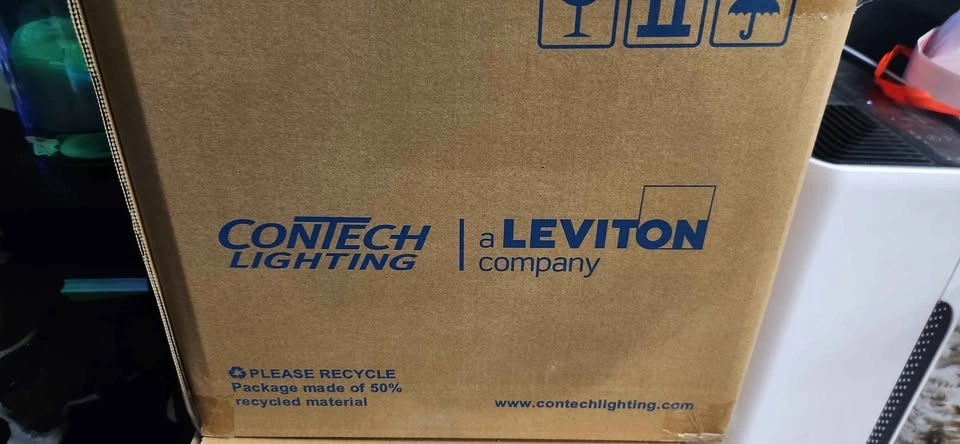 CONTECH
LIGHTING
a LEVITON
company
PLEASE RECYCLE
Package made of 50%
recycled material
www.contechlighting.com